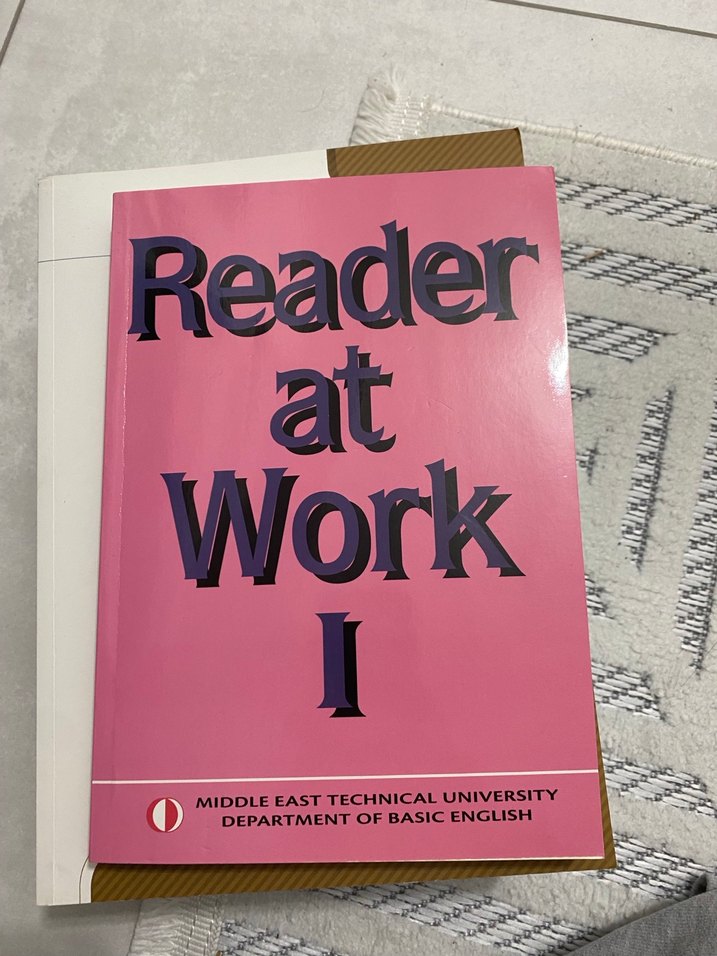 Reader
at
Work
I
MIDDLE EAST TECHNICAL UNIVERSITY
DEPARTMENT OF BASIC ENGLISH